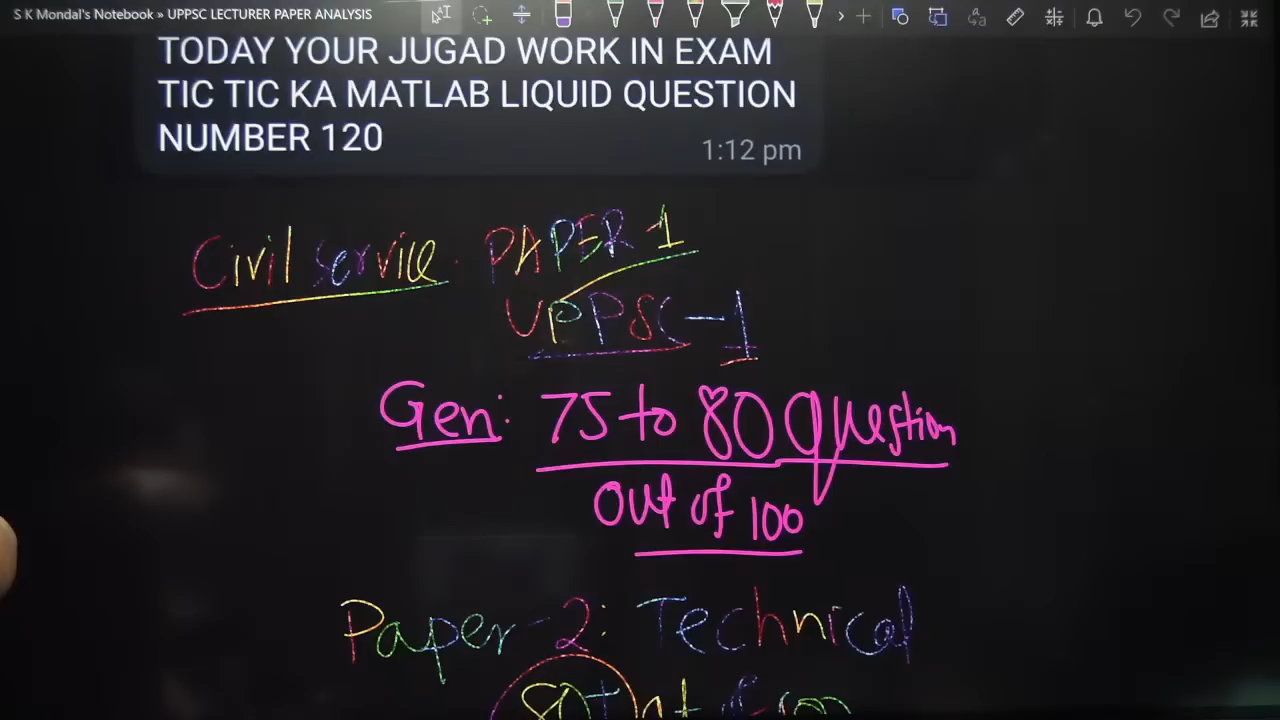 S K Mondal's Notebook » UPPSC LECTURER PAPER ANALYSIS
TODAY YOUR JUGAD WORK IN EXAM
TIC TIC KA MATLAB LIQUID QUESTION
NUMBER 120
1:12 pm
Civil service PAPER 1
UPPSC-1
Gen: 75 to 80 question
out of 100
Paper-2: Technical
80+